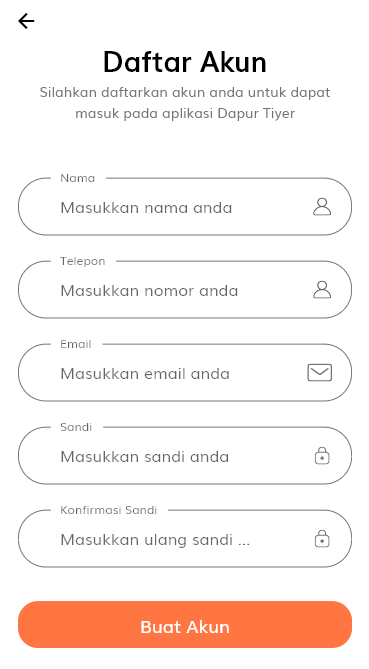 Daftar Akun
Silahkan daftarkan akun anda untuk dapat
masuk pada aplikasi Dapur Tiyer
Nama
Masukkan nama anda
Telepon
Masukkan nomor anda
Email
Masukkan email anda
Sandi
Masukkan sandi anda
Konfirmasi Sandi
Masukkan ulang sandi ...
Buat Akun